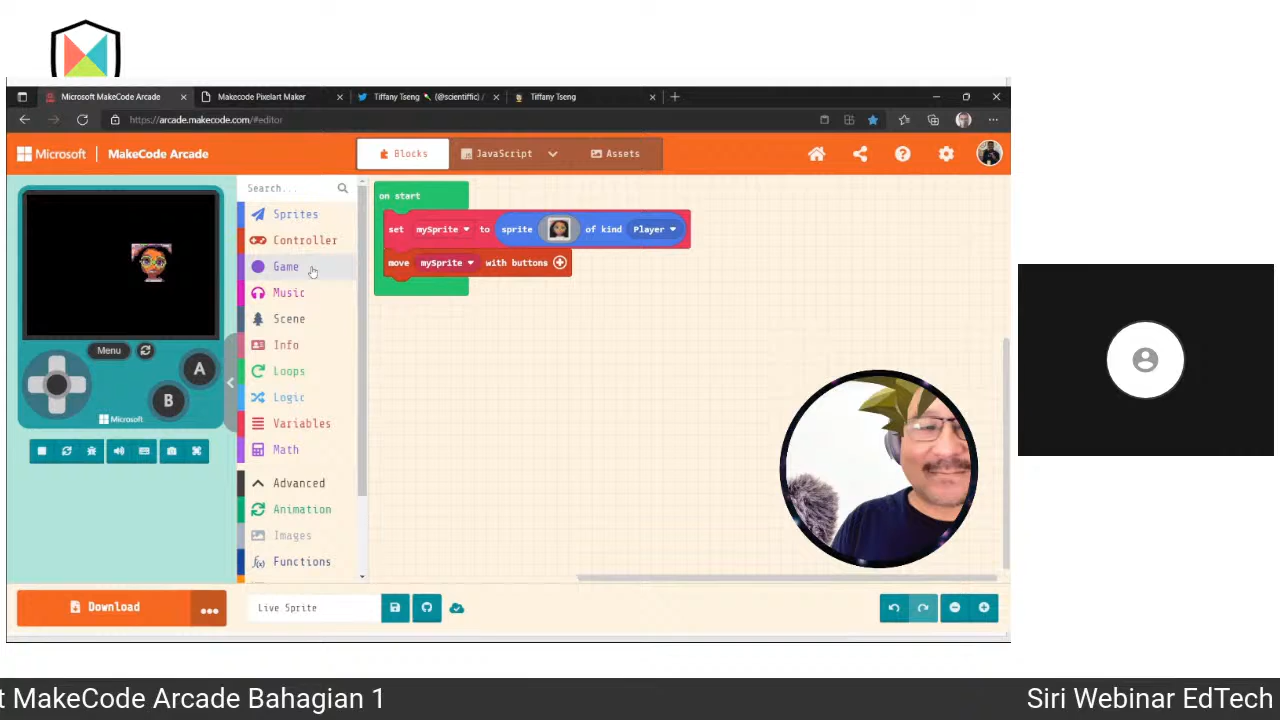 Microsoft MakeCode Arcade
Makecode Pixelart Maker
Tiffany Tseng 🥕 (@scientiffic) /
Tiffany Tseng
https://arcade.makecode.com/#editor
Microsoft | MakeCode Arcade
Blocks
JavaScript
Assets
Search...
Sprites
Controller
Game
Music
Scene
Info
Loops
Logic
Variables
Math
Advanced
Animation
Images
Functions
on start
set mySprite to sprite of kind Player
move mySprite with buttons
Menu
A
B
Microsoft
Download
Live Sprite
t MakeCode Arcade Bahagian 1
Siri Webinar EdTech